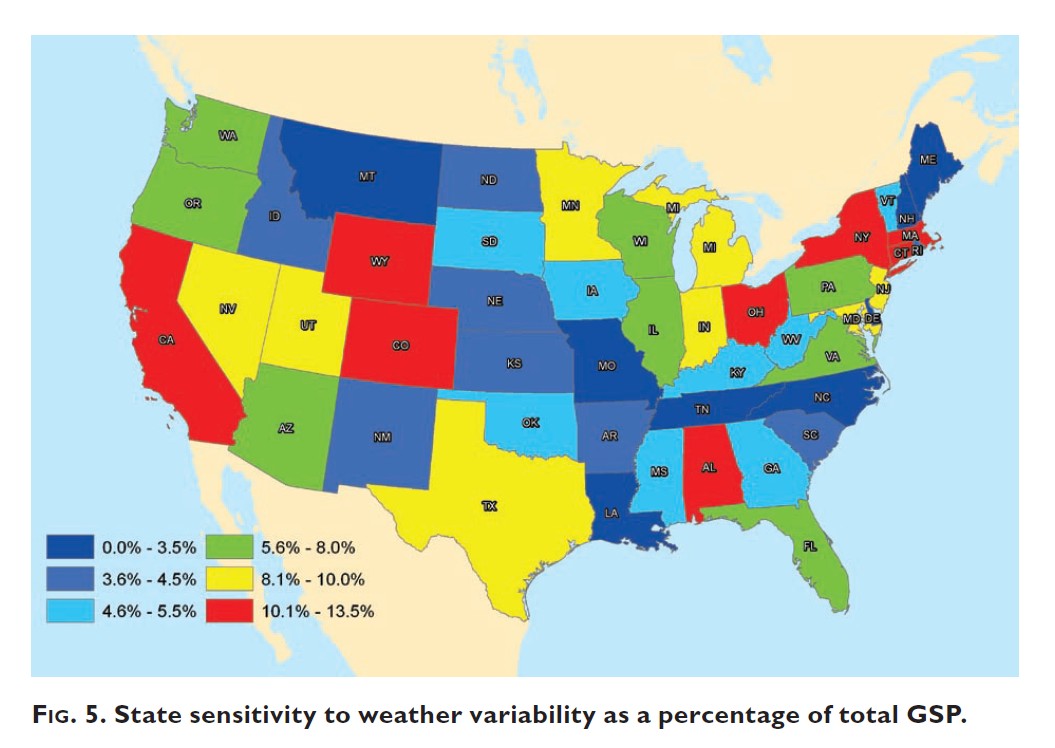 WA
MT
ND
ME
MN
VT
OR
ID
MI
NH
WI
NY
MA
SD
MI
CT RI
WY
PA
NJ
IA
NE
NV
OH
MD DE
UT
IL
IN
WV
CA
CO
VA
KS
MO
KY
NC
TN
AZ
OK
NM
AR
SC
MS
AL
GA
TX
LA
FL
0.0% - 3.5%
5.6% - 8.0%
3.6% - 4.5%
8.1% - 10.0%
4.6% - 5.5%
10.1% - 13.5%
FIG. 5. State sensitivity to weather variability as a percentage of total GSP.